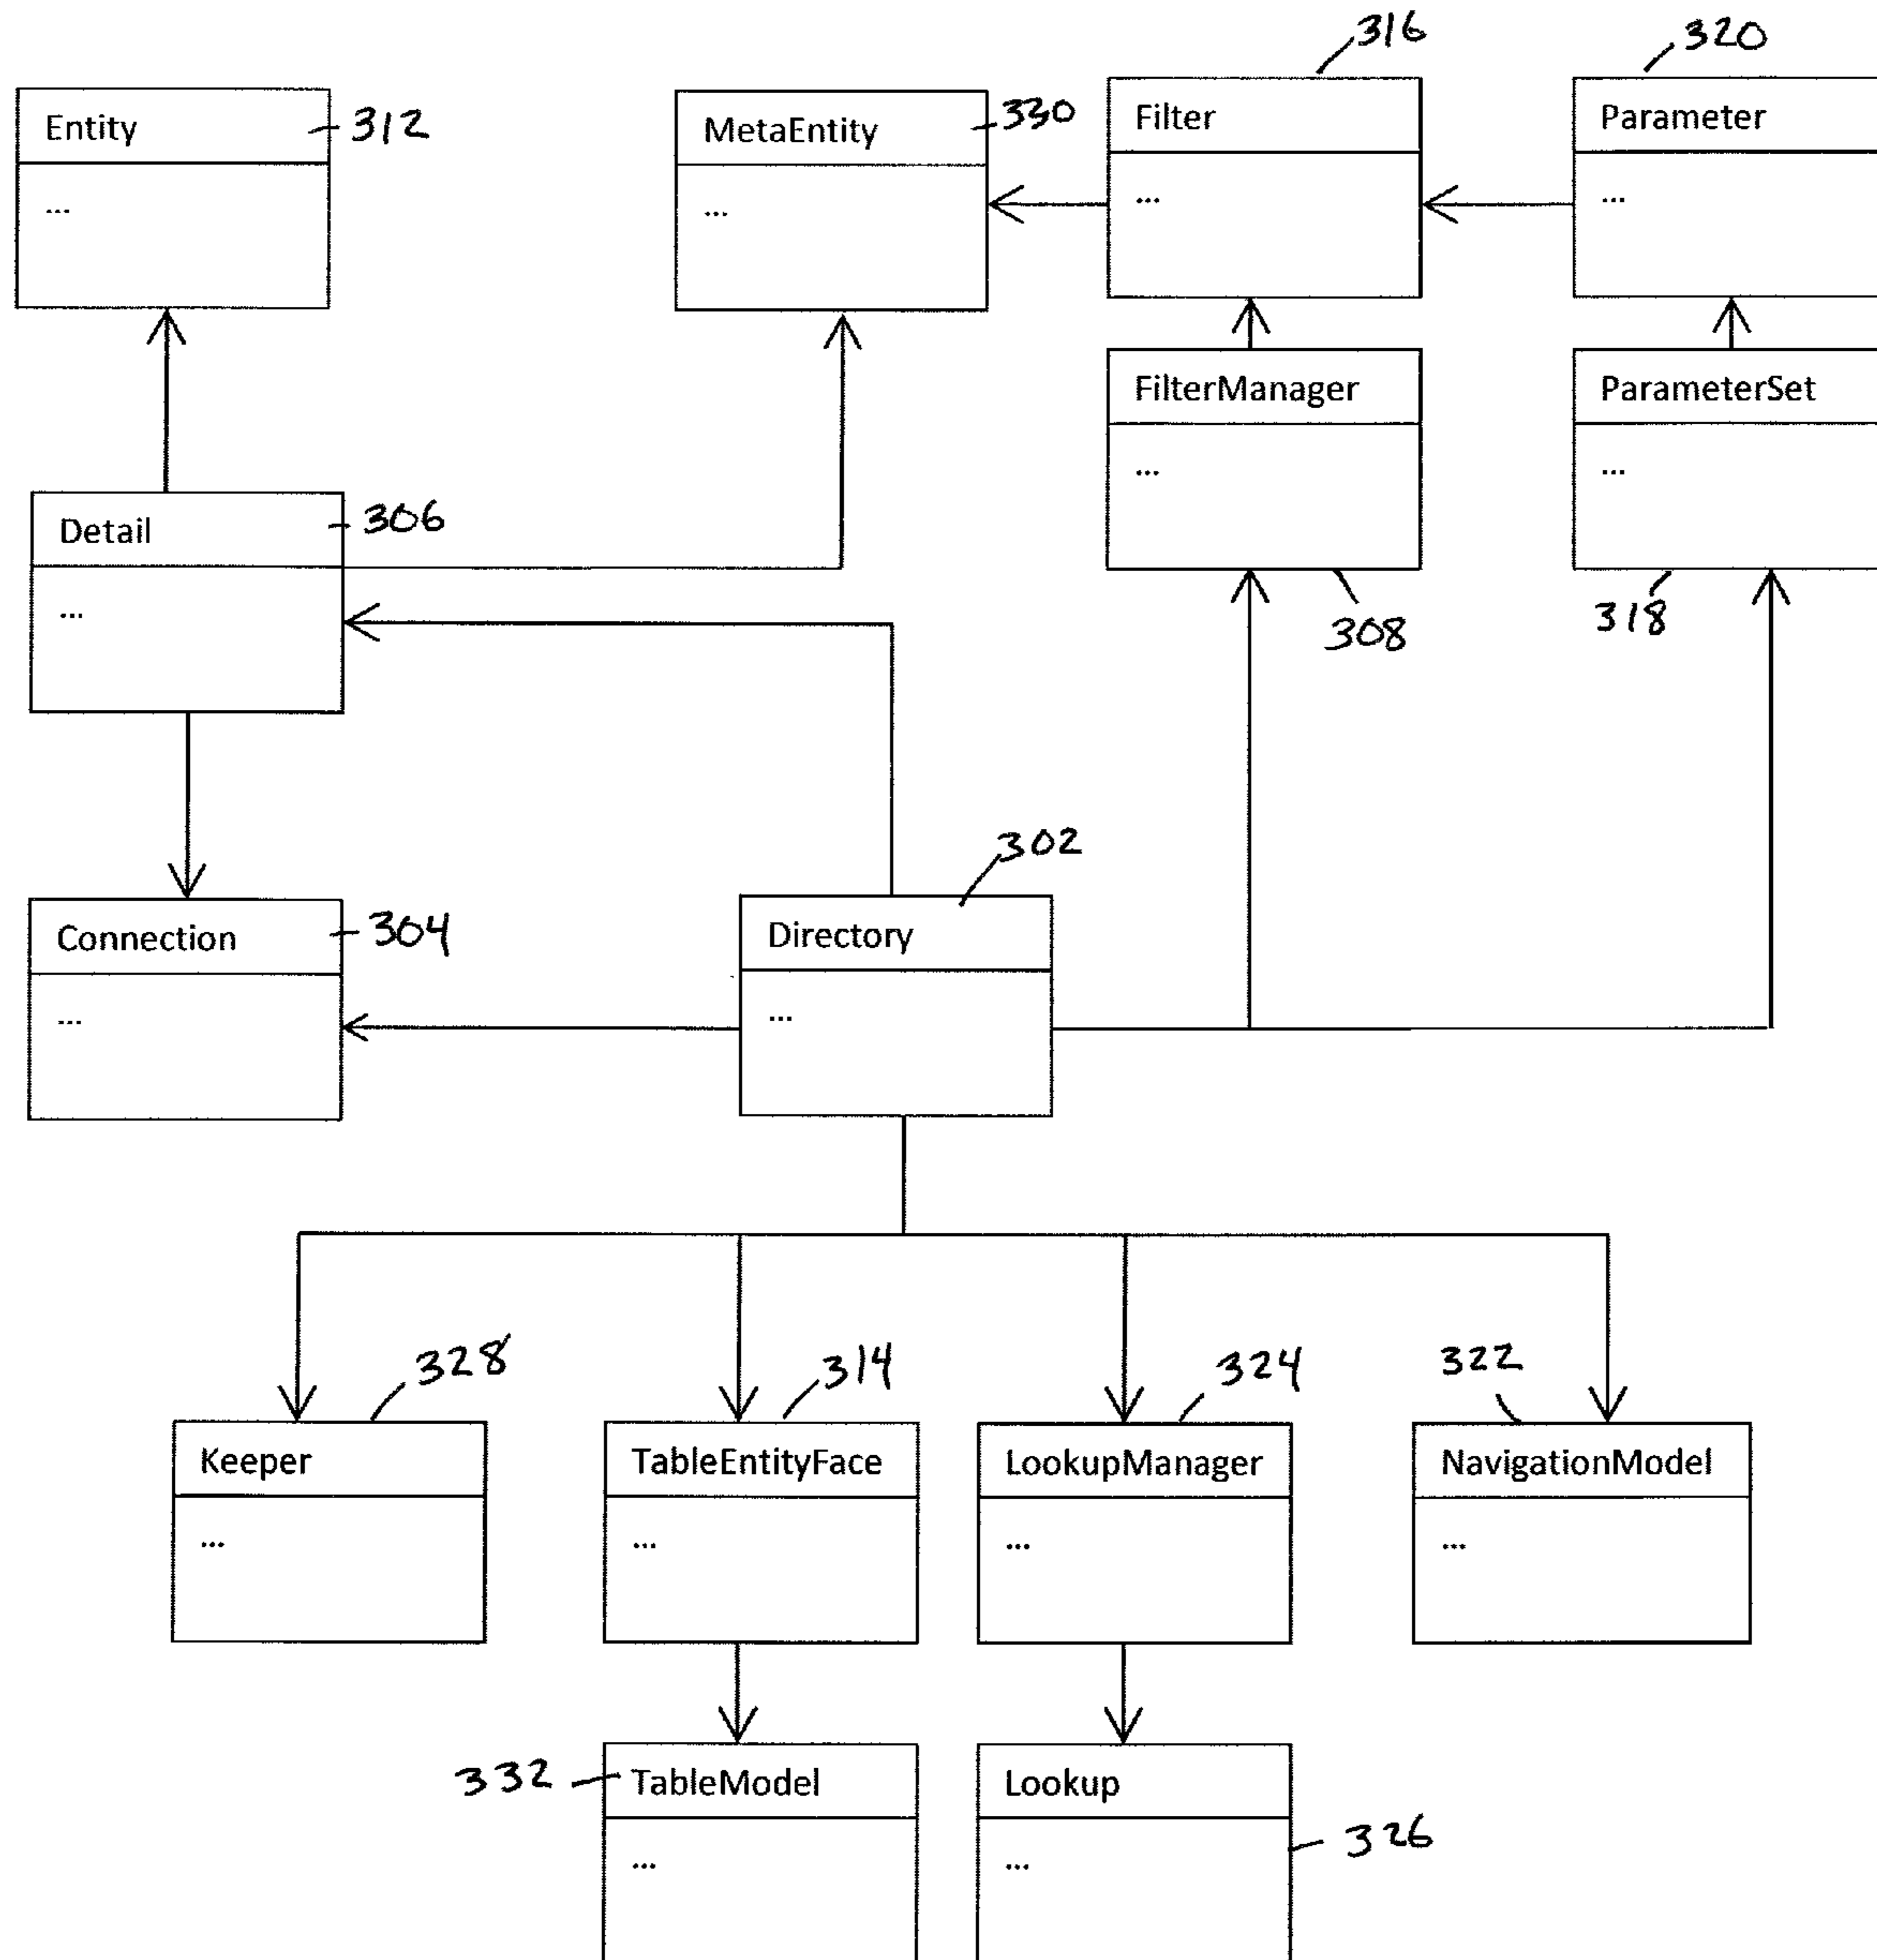 316
320
Entity
312
MetaEntity
330
Filter
Parameter
...
...
...
...
FilterManager
ParameterSet
...
...
Detail
306
...
308
318
302
Connection
304
Directory
...
...
328
314
324
322
Keeper
TableEntityFace
LookupManager
NavigationModel
...
...
...
...
332
TableModel
Lookup
...
...
326